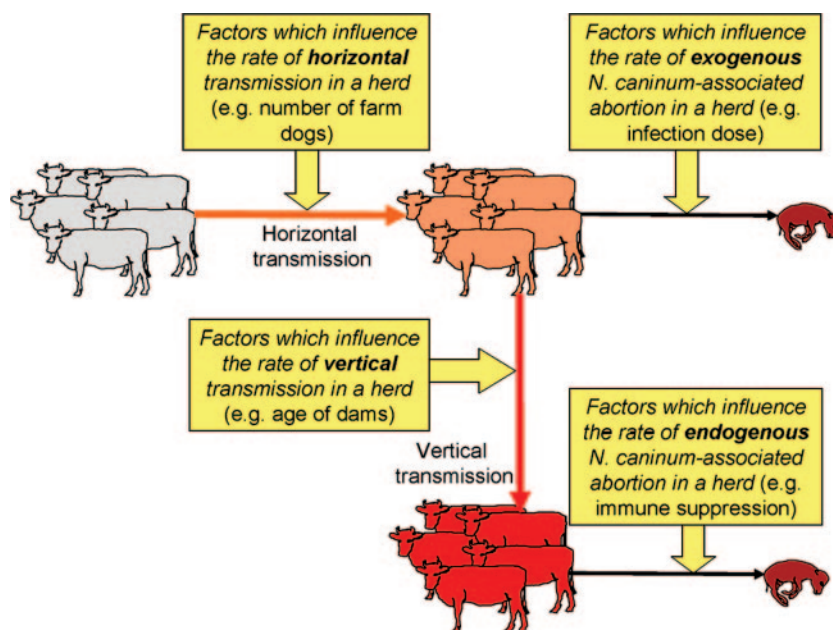 Factors which influence
the rate of horizontal
transmission in a herd
(e.g. number of farm
dogs)
Factors which influence
the rate of exogenous
N. caninum-associated
abortion in a herd (e.g.
infection dose)
Horizontal
transmission
Factors which influence
the rate of vertical
transmission in a herd
(e.g. age of dams)
Vertical
transmission
Factors which influence
the rate of endogenous
N. caninum-associated
abortion in a herd (e.g.
immune suppression)